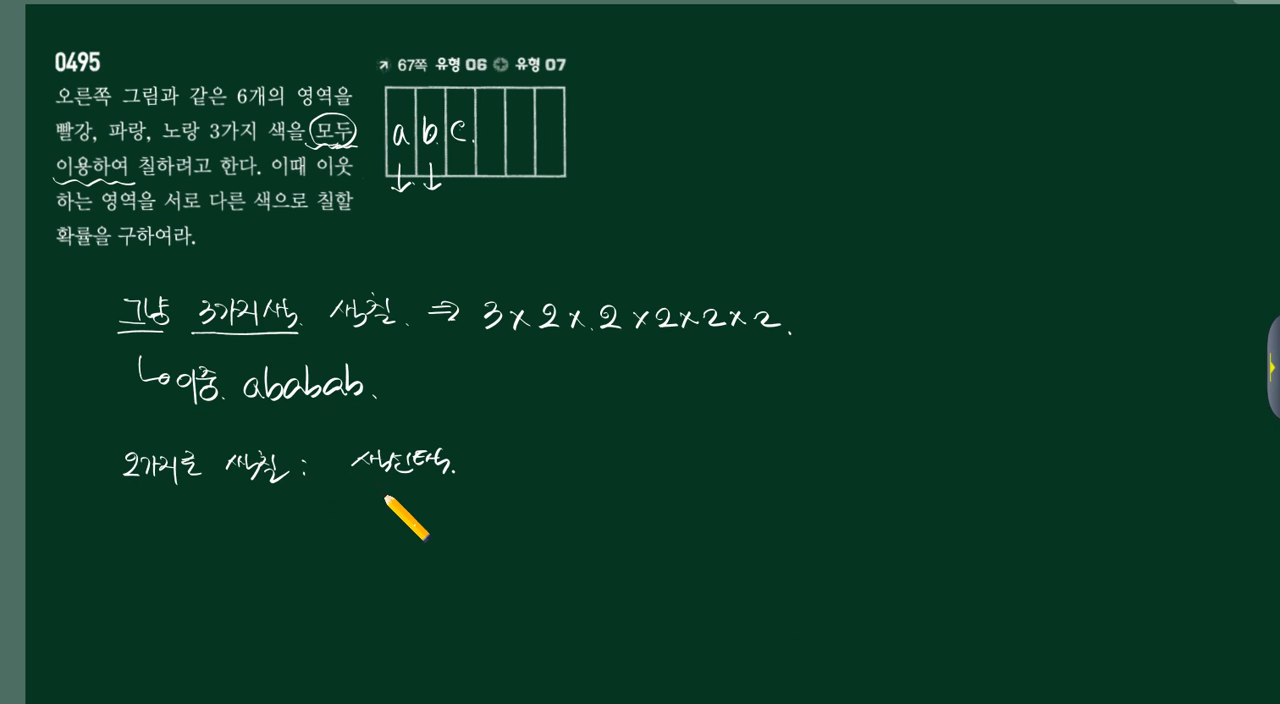 0495
↗ 67쪽 유형 06 ⊕ 유형 07
오른쪽 그림과 같은 6개의 영역을
빨강, 파랑, 노랑 3가지 색을 모두
이용하여 칠하려고 한다. 이때 이웃
하는 영역을 서로 다른 색으로 칠할
확률을 구하여라.
a b c
그냥 3가지색 색칠. ⇒ 3×2×2×2×2×2.
이중. ababab.
2가지로 색칠: 색선택.